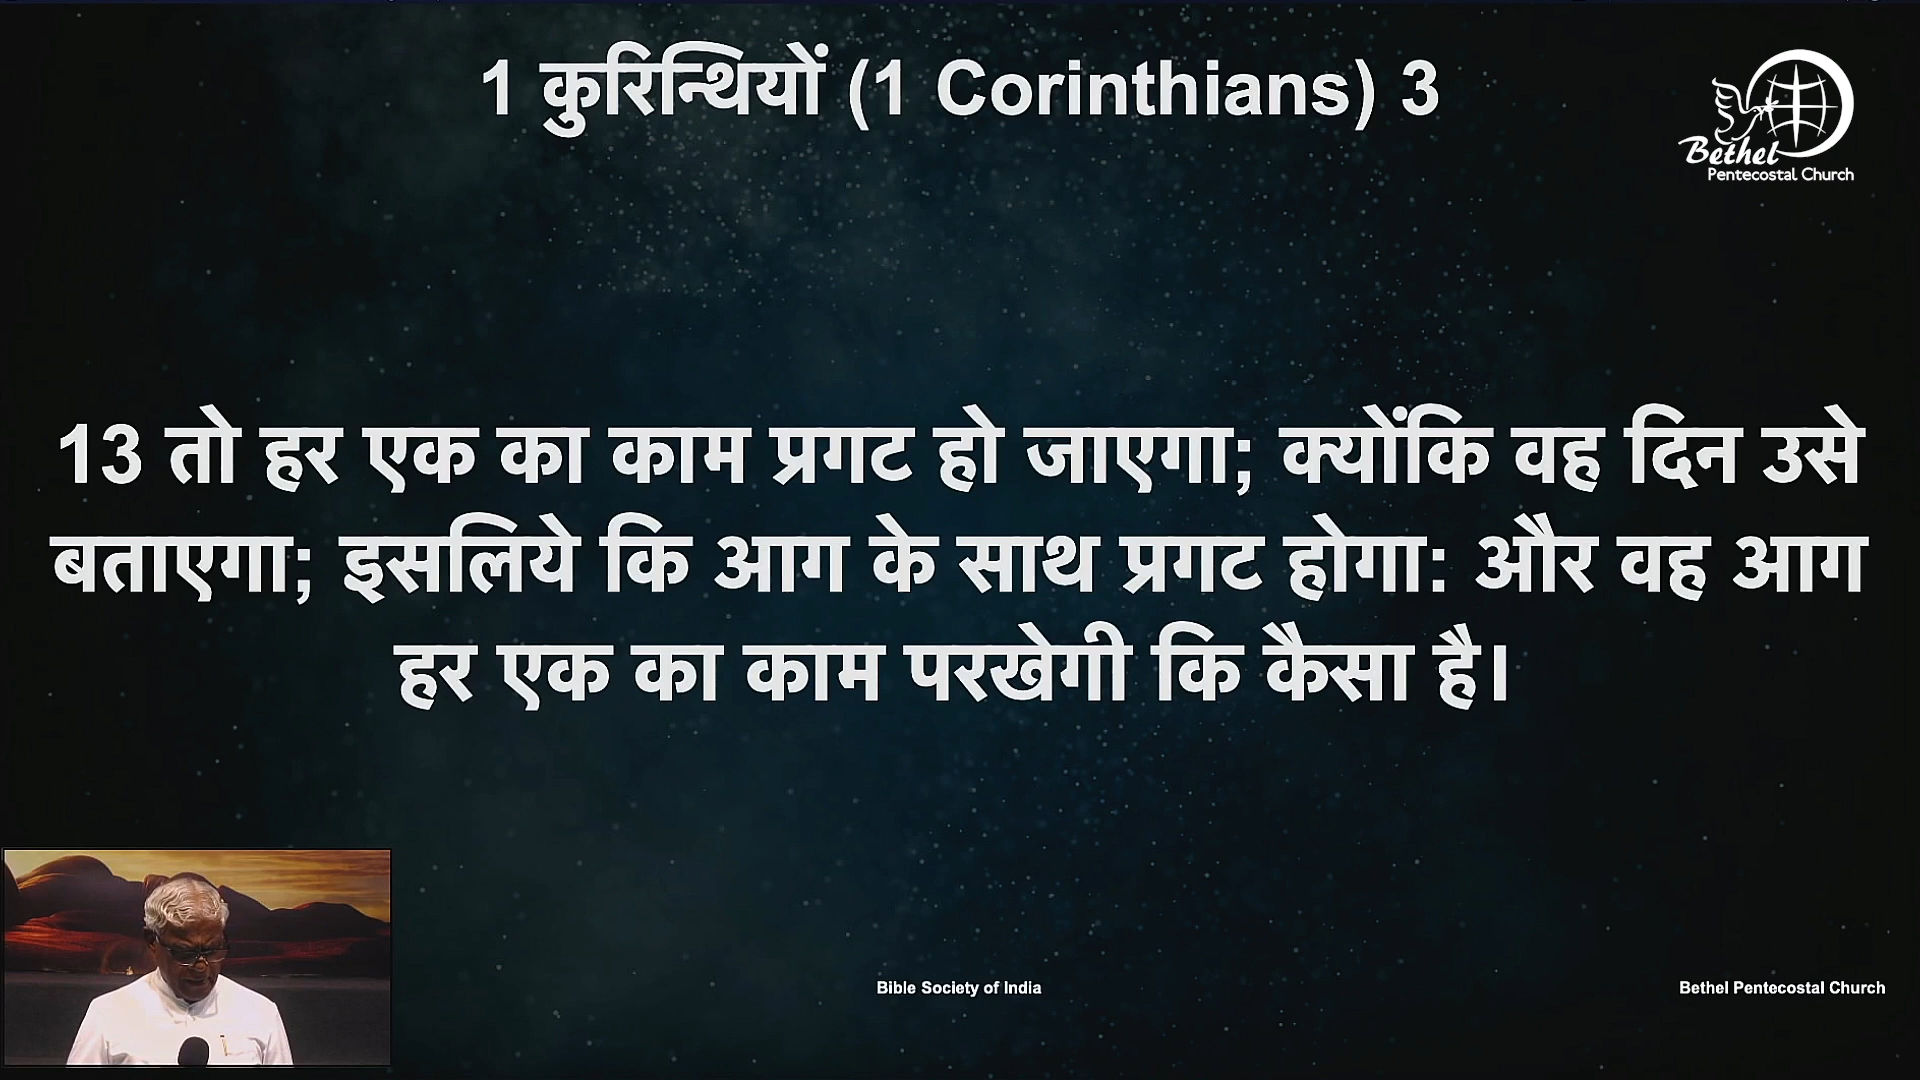 1 कुरिन्थियों (1 Corinthians) 3
Bethel
Pentecostal Church
13 तो हर एक का काम प्रगट हो जाएगा; क्योंकि वह दिन उसे
बताएगा; इसलिये कि आग के साथ प्रगट होगा: और वह आग
हर एक का काम परखेगी कि कैसा है।
Bible Society of India
Bethel Pentecostal Church